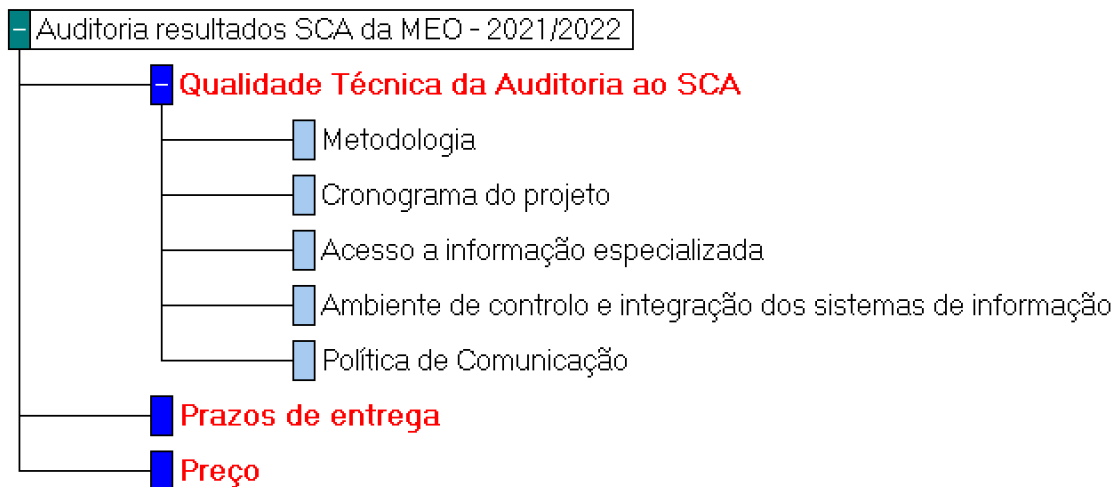 Auditoria resultados SCA da MEO - 2021/2022
Qualidade Técnica da Auditoria ao SCA
Metodologia
Cronograma do projeto
Acesso a informação especializada
Ambiente de controlo e integração dos sistemas de informação
Política de Comunicação
Prazos de entrega
Preço